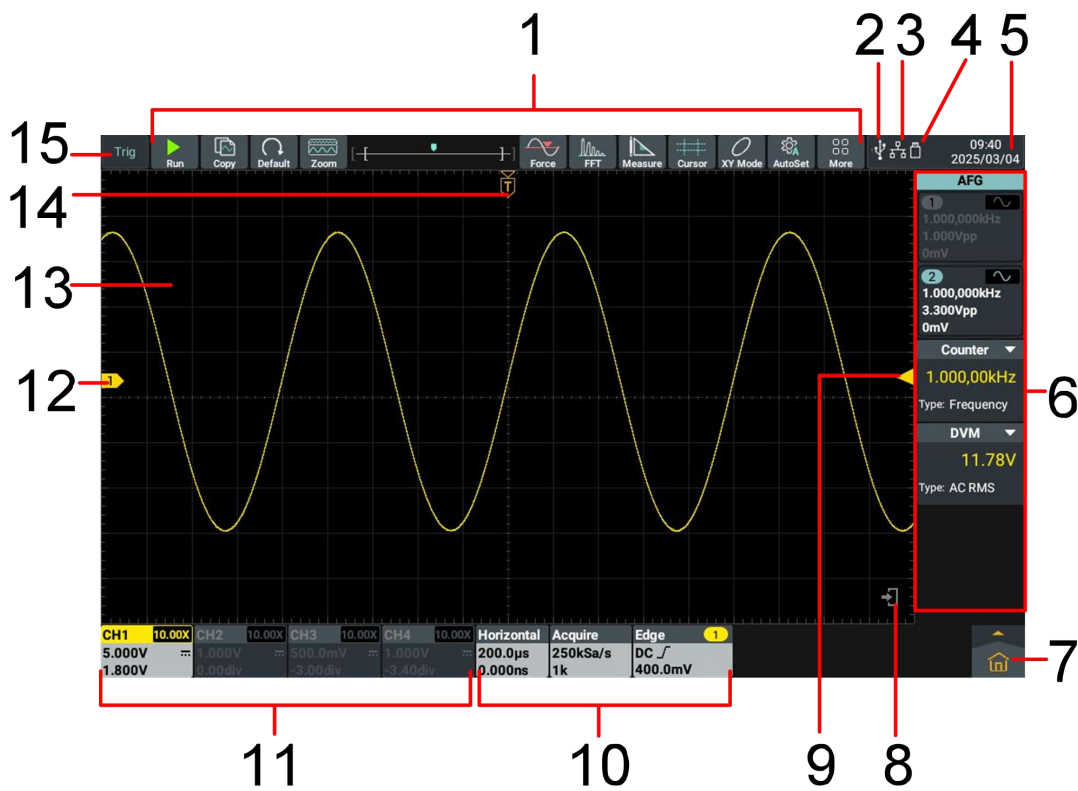 1
2 3 4 5
15
Trig
Run
Copy
Default
Zoom
T
Force
FFT
Measure
Cursor
XY Mode
AutoSet
More
09:40
2025/03/04
14
13
12
1
AFG
1
1.000,000kHz
1.000Vpp
0mV
2
1.000,000kHz
3.300Vpp
0mV
Counter
1.000,00kHz
Type: Frequency
DVM
11.78V
Type: AC RMS
9
6
CH1 10.00X
5.000V
1.800V
CH2 10.00X
1.000V
0.00div
CH3 10.00X
500.0mV
-3.00div
CH4 10.00X
1.000V
-3.40div
Horizontal
200.0µs
0.000ns
Acquire
250kSa/s
1k
Edge 1
DC
400.0mV
7
11
10
9
8